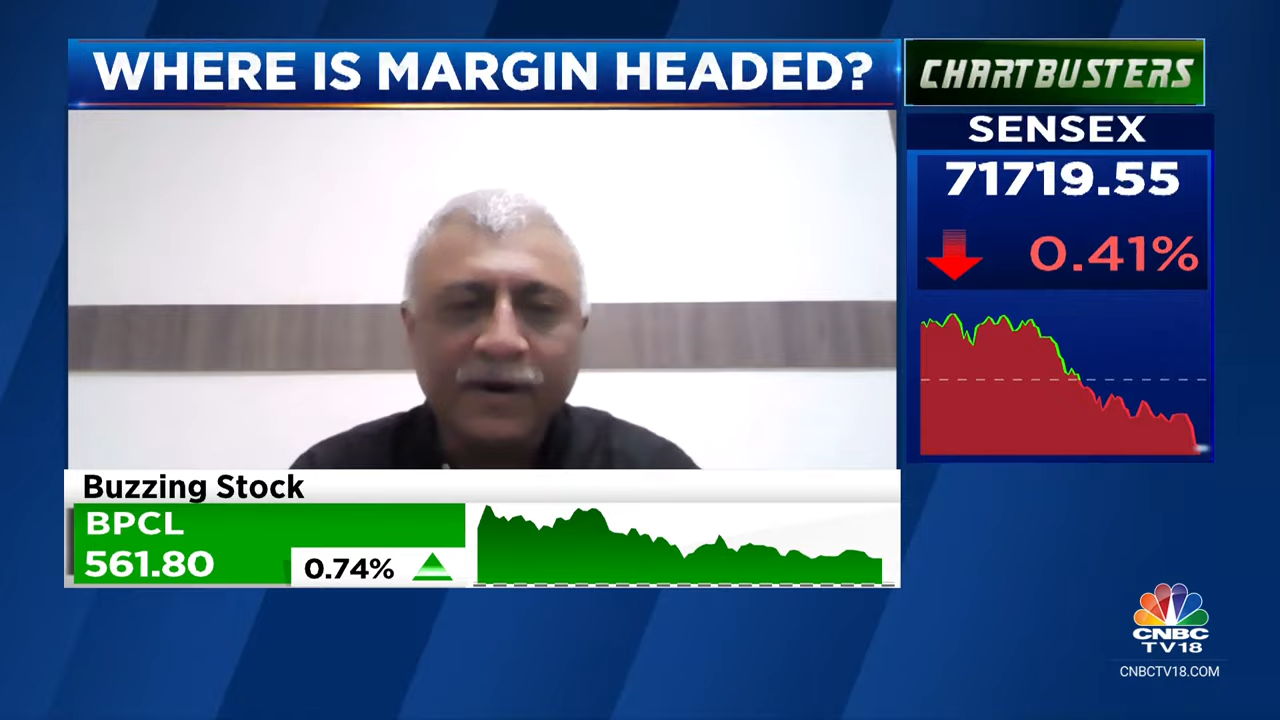 WHERE IS MARGIN HEADED?
CHARTBUSTERS
SENSEX
71719.55
0.41%
Buzzing Stock
BPCL
561.80
0.74%
CNBC
TV18
CNBCTV18.COM